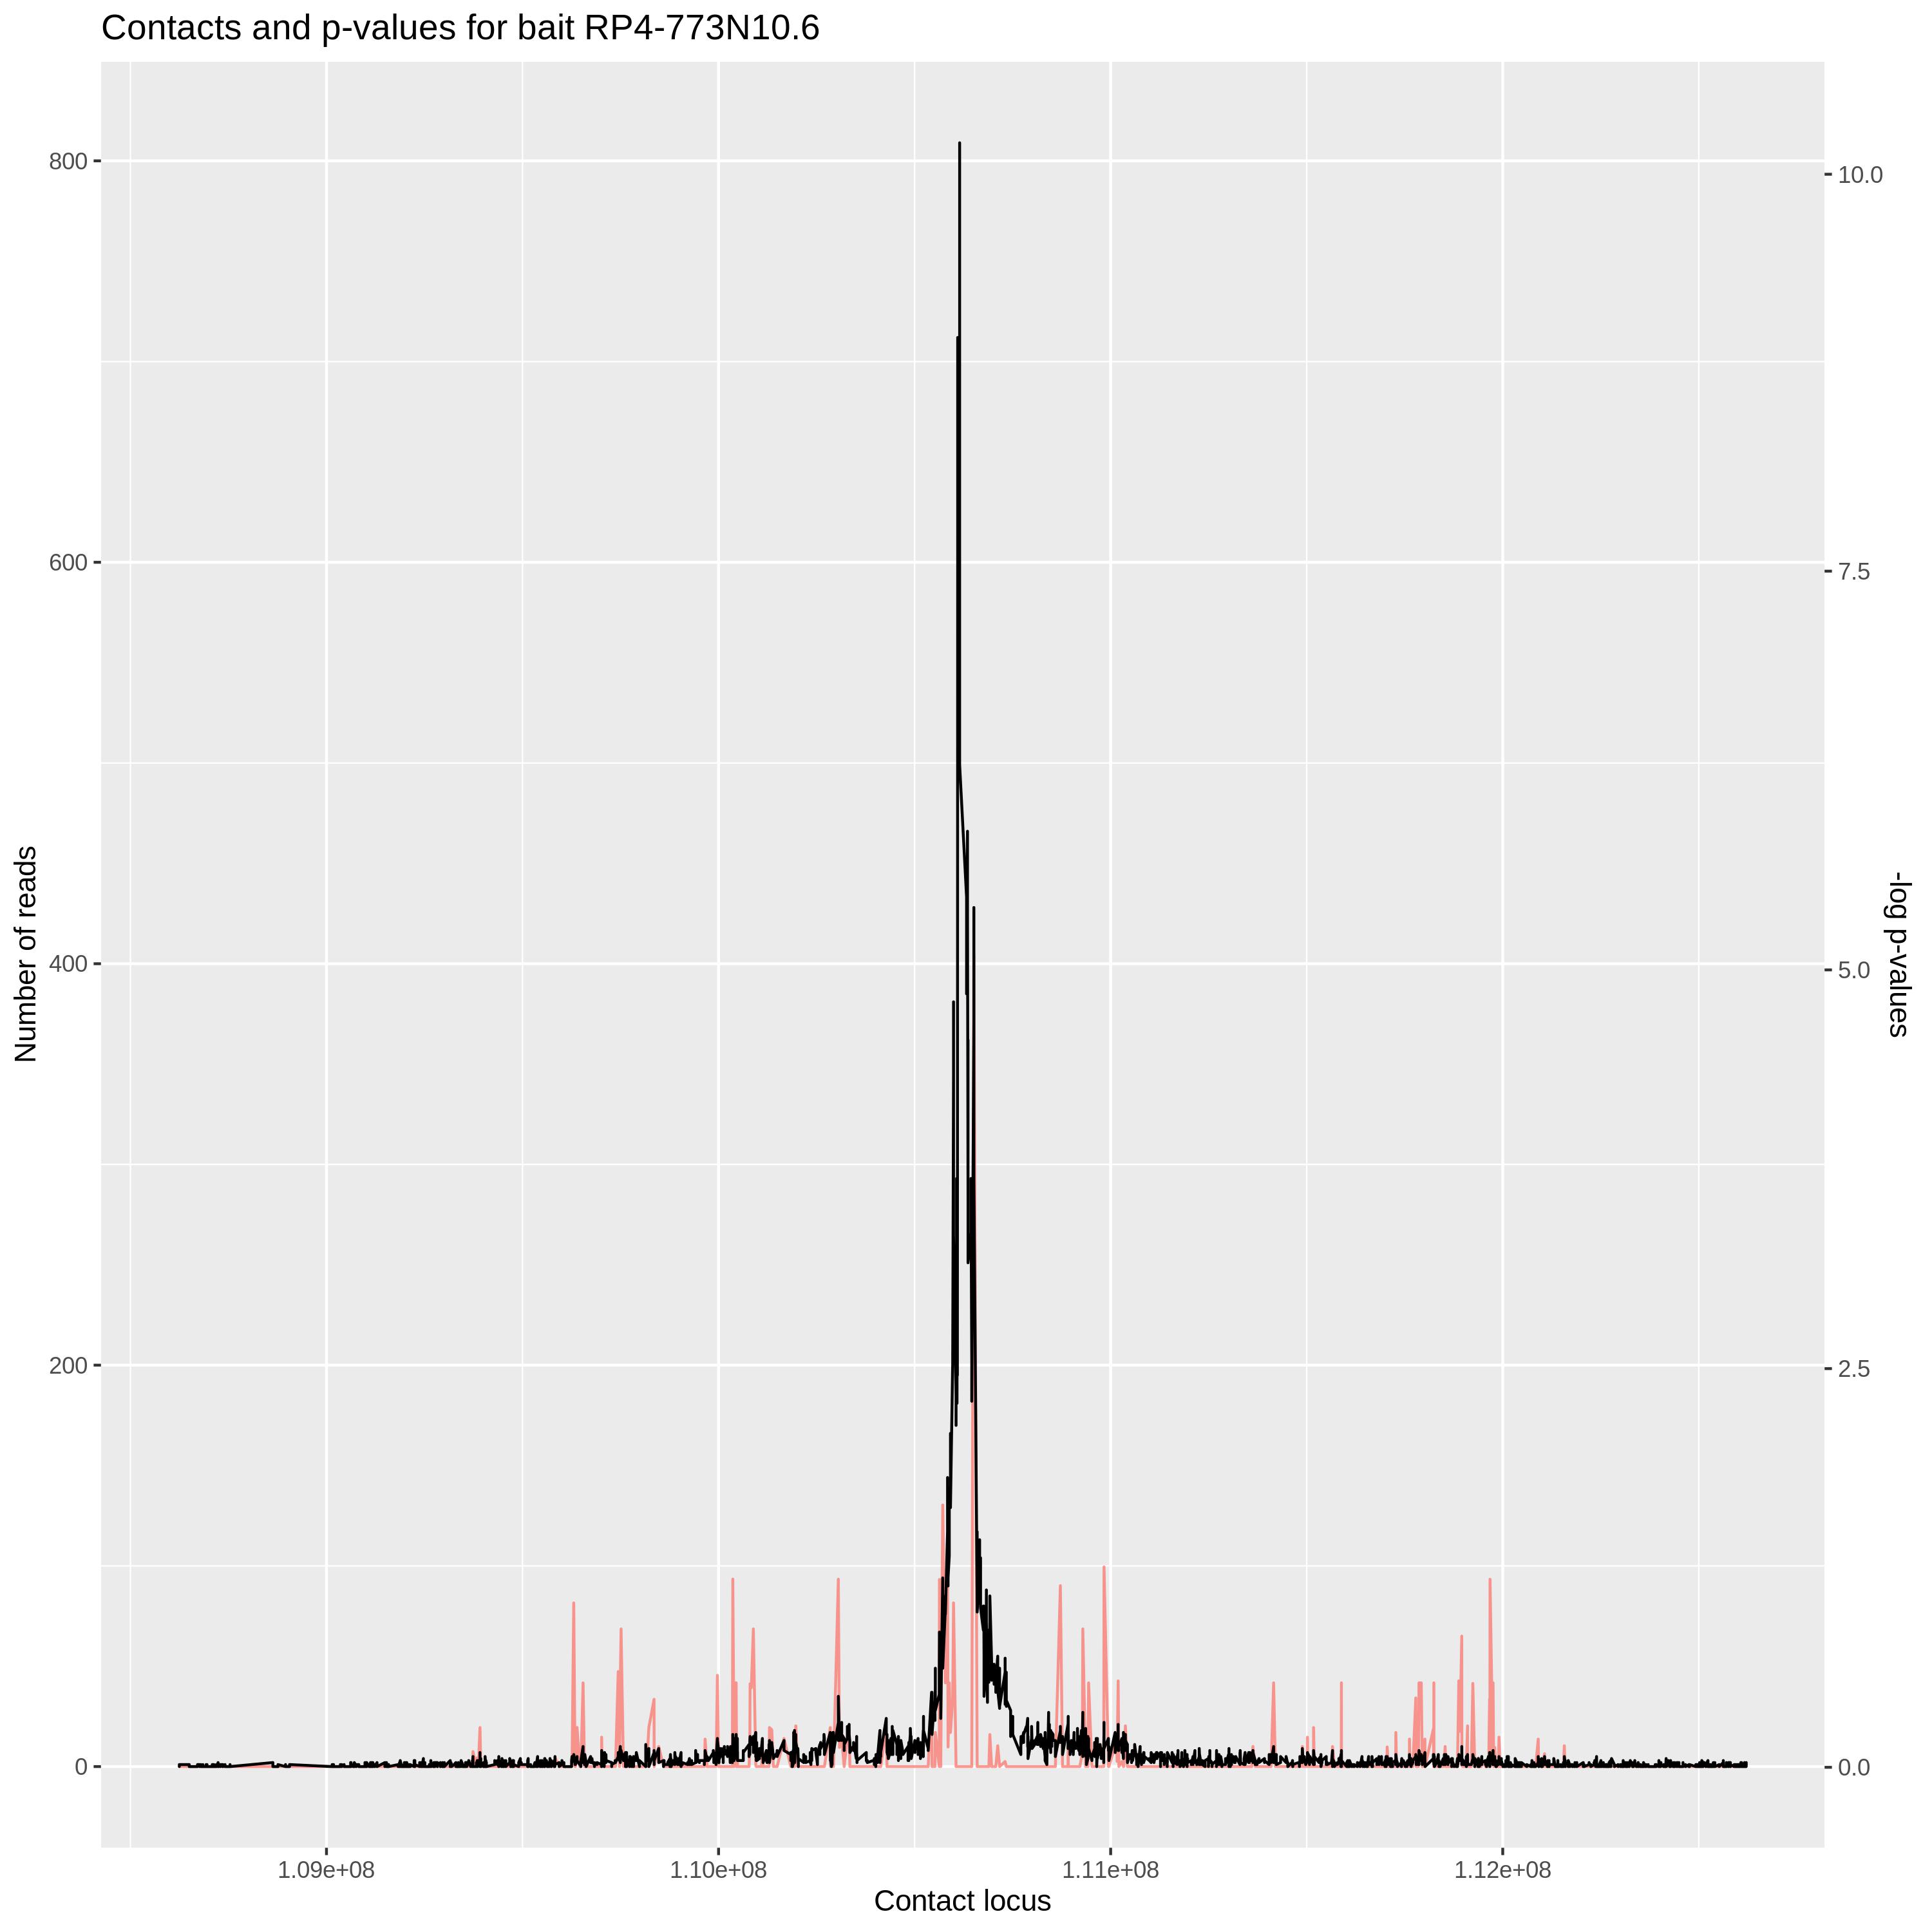 Contacts and p-values for bait RP4-773N10.6
800
600
400
200
0
Number of reads
10.0
7.5
5.0
2.5
0.0
-log p-values
1.09e+08
1.10e+08
1.11e+08
1.12e+08
Contact locus